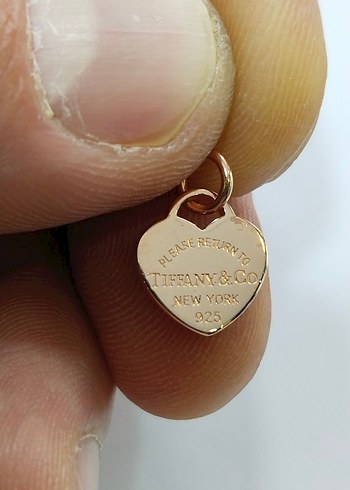 PLEASE RETURN TO
TIFFANY & CO.
NEW YORK
925